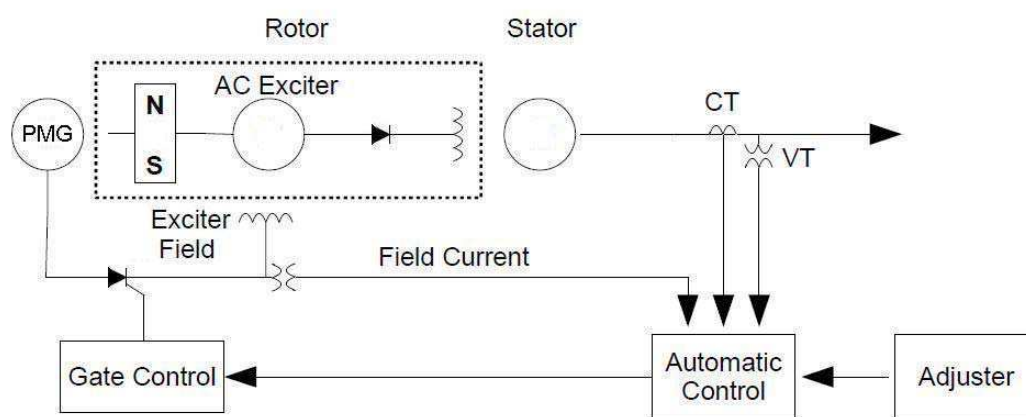 Rotor
Stator
AC Exciter
PMG
N
S
CT
VT
Exciter
Field
Field Current
Gate Control
Automatic
Control
Adjuster